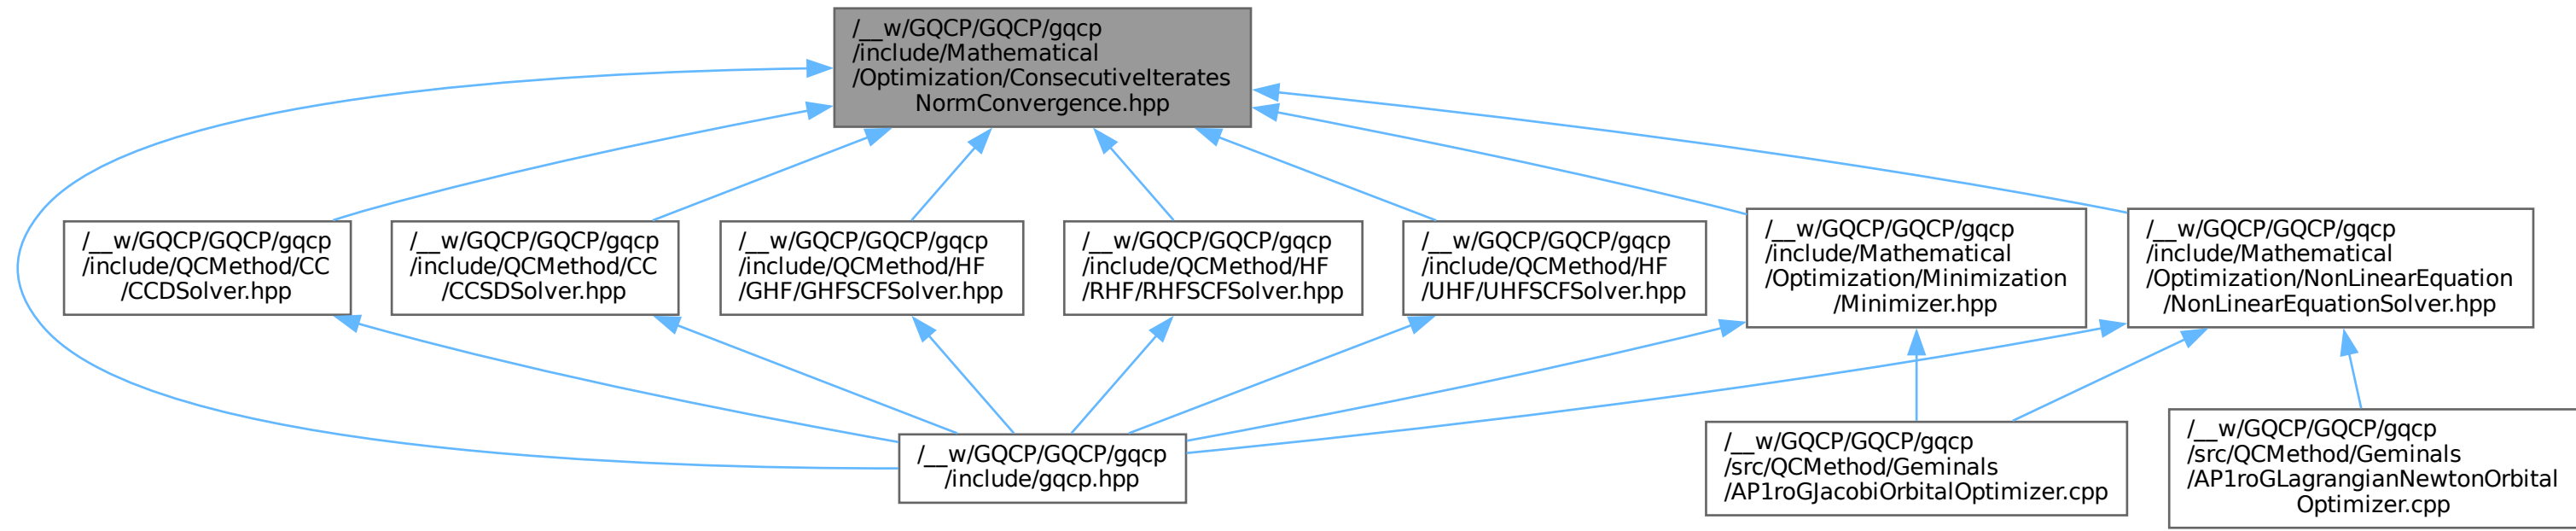 /__w/GQCP/GQCP/gqcp
/include/Mathematical
/Optimization/ConsecutiveIterates
NormConvergence.hpp
/__w/GQCP/GQCP/gqcp
/include/QCMethod/CC
/CCDSolver.hpp
/__w/GQCP/GQCP/gqcp
/include/QCMethod/CC
/CCSDSolver.hpp
/__w/GQCP/GQCP/gqcp
/include/QCMethod/HF
/GHF/GHFSCFSolver.hpp
/__w/GQCP/GQCP/gqcp
/include/QCMethod/HF
/RHF/RHFSCFSolver.hpp
/__w/GQCP/GQCP/gqcp
/include/QCMethod/HF
/UHF/UHFSCFSolver.hpp
/__w/GQCP/GQCP/gqcp
/include/Mathematical
/Optimization/Minimization
/Minimizer.hpp
/__w/GQCP/GQCP/gqcp
/include/Mathematical
/Optimization/NonLinearEquation
/NonLinearEquationSolver.hpp
/__w/GQCP/GQCP/gqcp
/include/gqcp.hpp
/__w/GQCP/GQCP/gqcp
/src/QCMethod/Geminals
/AP1roGJacobiOrbitalOptimizer.cpp
/__w/GQCP/GQCP/gqcp
/src/QCMethod/Geminals
/AP1roGLagrangianNewtonOrbital
Optimizer.cpp